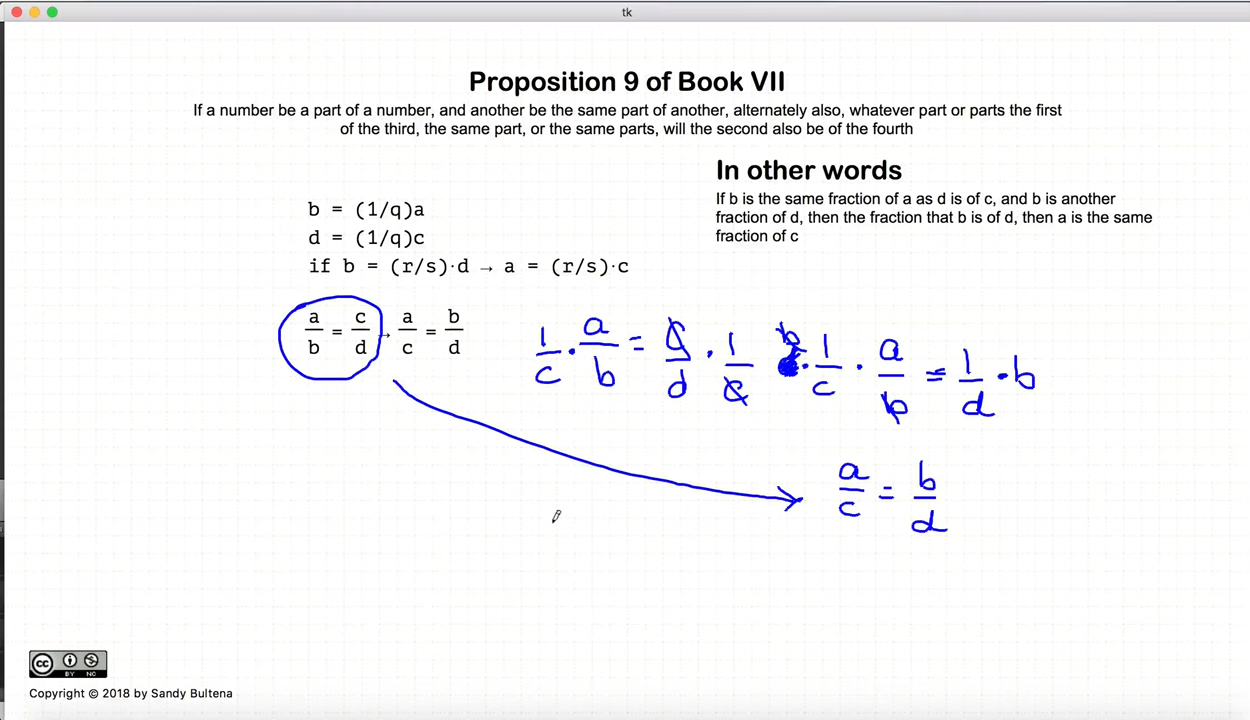 tk
Proposition 9 of Book VII
If a number be a part of a number, and another be the same part of another, alternately also, whatever part or parts the first
of the third, the same part, or the same parts, will the second also be of the fourth
In other words
If b is the same fraction of a as d is of c, and b is another
fraction of d, then the fraction that b is of d, then a is the same
fraction of c
b = (1/q)a
d = (1/q)c
if b = (r/s)·d → a = (r/s)·c
a/b = c/d → a/c = b/d
1/c · a/b = c/d · 1/c
b · 1/c · a/b = 1/d · b
a/c = b/d
cc BY NC
Copyright © 2018 by Sandy Bultena